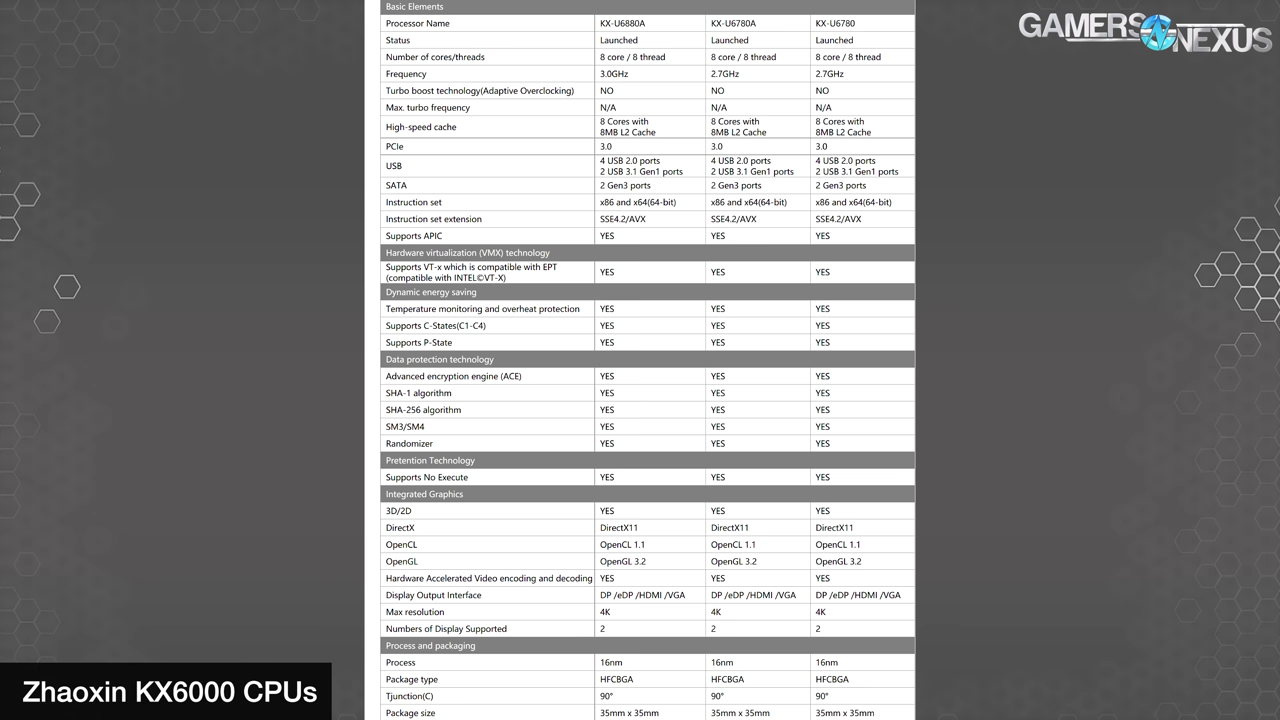 GAMERS NEXUS
Basic Elements
Processor Name KX-U6880A KX-U6780A KX-U6780
Status Launched Launched Launched
Number of cores/threads 8 core / 8 thread 8 core / 8 thread 8 core / 8 thread
Frequency 3.0GHz 2.7GHz 2.7GHz
Turbo boost technology(Adaptive Overclocking) NO NO NO
Max. turbo frequency N/A N/A N/A
High-speed cache 8 Cores with 8MB L2 Cache 8 Cores with 8MB L2 Cache 8 Cores with 8MB L2 Cache
PCIe 3.0 3.0 3.0
USB 4 USB 2.0 ports 2 USB 3.1 Gen1 ports 4 USB 2.0 ports 2 USB 3.1 Gen1 ports 4 USB 2.0 ports 2 USB 3.1 Gen1 ports
SATA 2 Gen3 ports 2 Gen3 ports 2 Gen3 ports
Instruction set x86 and x64(64-bit) x86 and x64(64-bit) x86 and x64(64-bit)
Instruction set extension SSE4.2/AVX SSE4.2/AVX SSE4.2/AVX
Supports APIC YES YES YES
Hardware virtualization (VMX) technology
Supports VT-x which is compatible with EPT
(compatible with INTEL©VT-X) YES YES YES
Dynamic energy saving
Temperature monitoring and overheat protection YES YES YES
Supports C-States(C1-C4) YES YES YES
Supports P-State YES YES YES
Data protection technology
Advanced encryption engine (ACE) YES YES YES
SHA-1 algorithm YES YES YES
SHA-256 algorithm YES YES YES
SM3/SM4 YES YES YES
Randomizer YES YES YES
Pretention Technology
Supports No Execute YES YES YES
Integrated Graphics
3D/2D YES YES YES
DirectX DirectX11 DirectX11 DirectX11
OpenCL OpenCL 1.1 OpenCL 1.1 OpenCL 1.1
OpenGL OpenGL 3.2 OpenGL 3.2 OpenGL 3.2
Hardware Accelerated Video encoding and decoding YES YES YES
Display Output Interface DP /eDP /HDMI /VGA DP /eDP /HDMI /VGA DP /eDP /HDMI /VGA
Max resolution 4K 4K 4K
Numbers of Display Supported 2 2 2
Process and packaging
Process 16nm 16nm 16nm
Package type HFCBGA HFCBGA HFCBGA
Tjunction(C) 90° 90° 90°
Package size 35mm x 35mm 35mm x 35mm 35mm x 35mm
Zhaoxin KX6000 CPUs